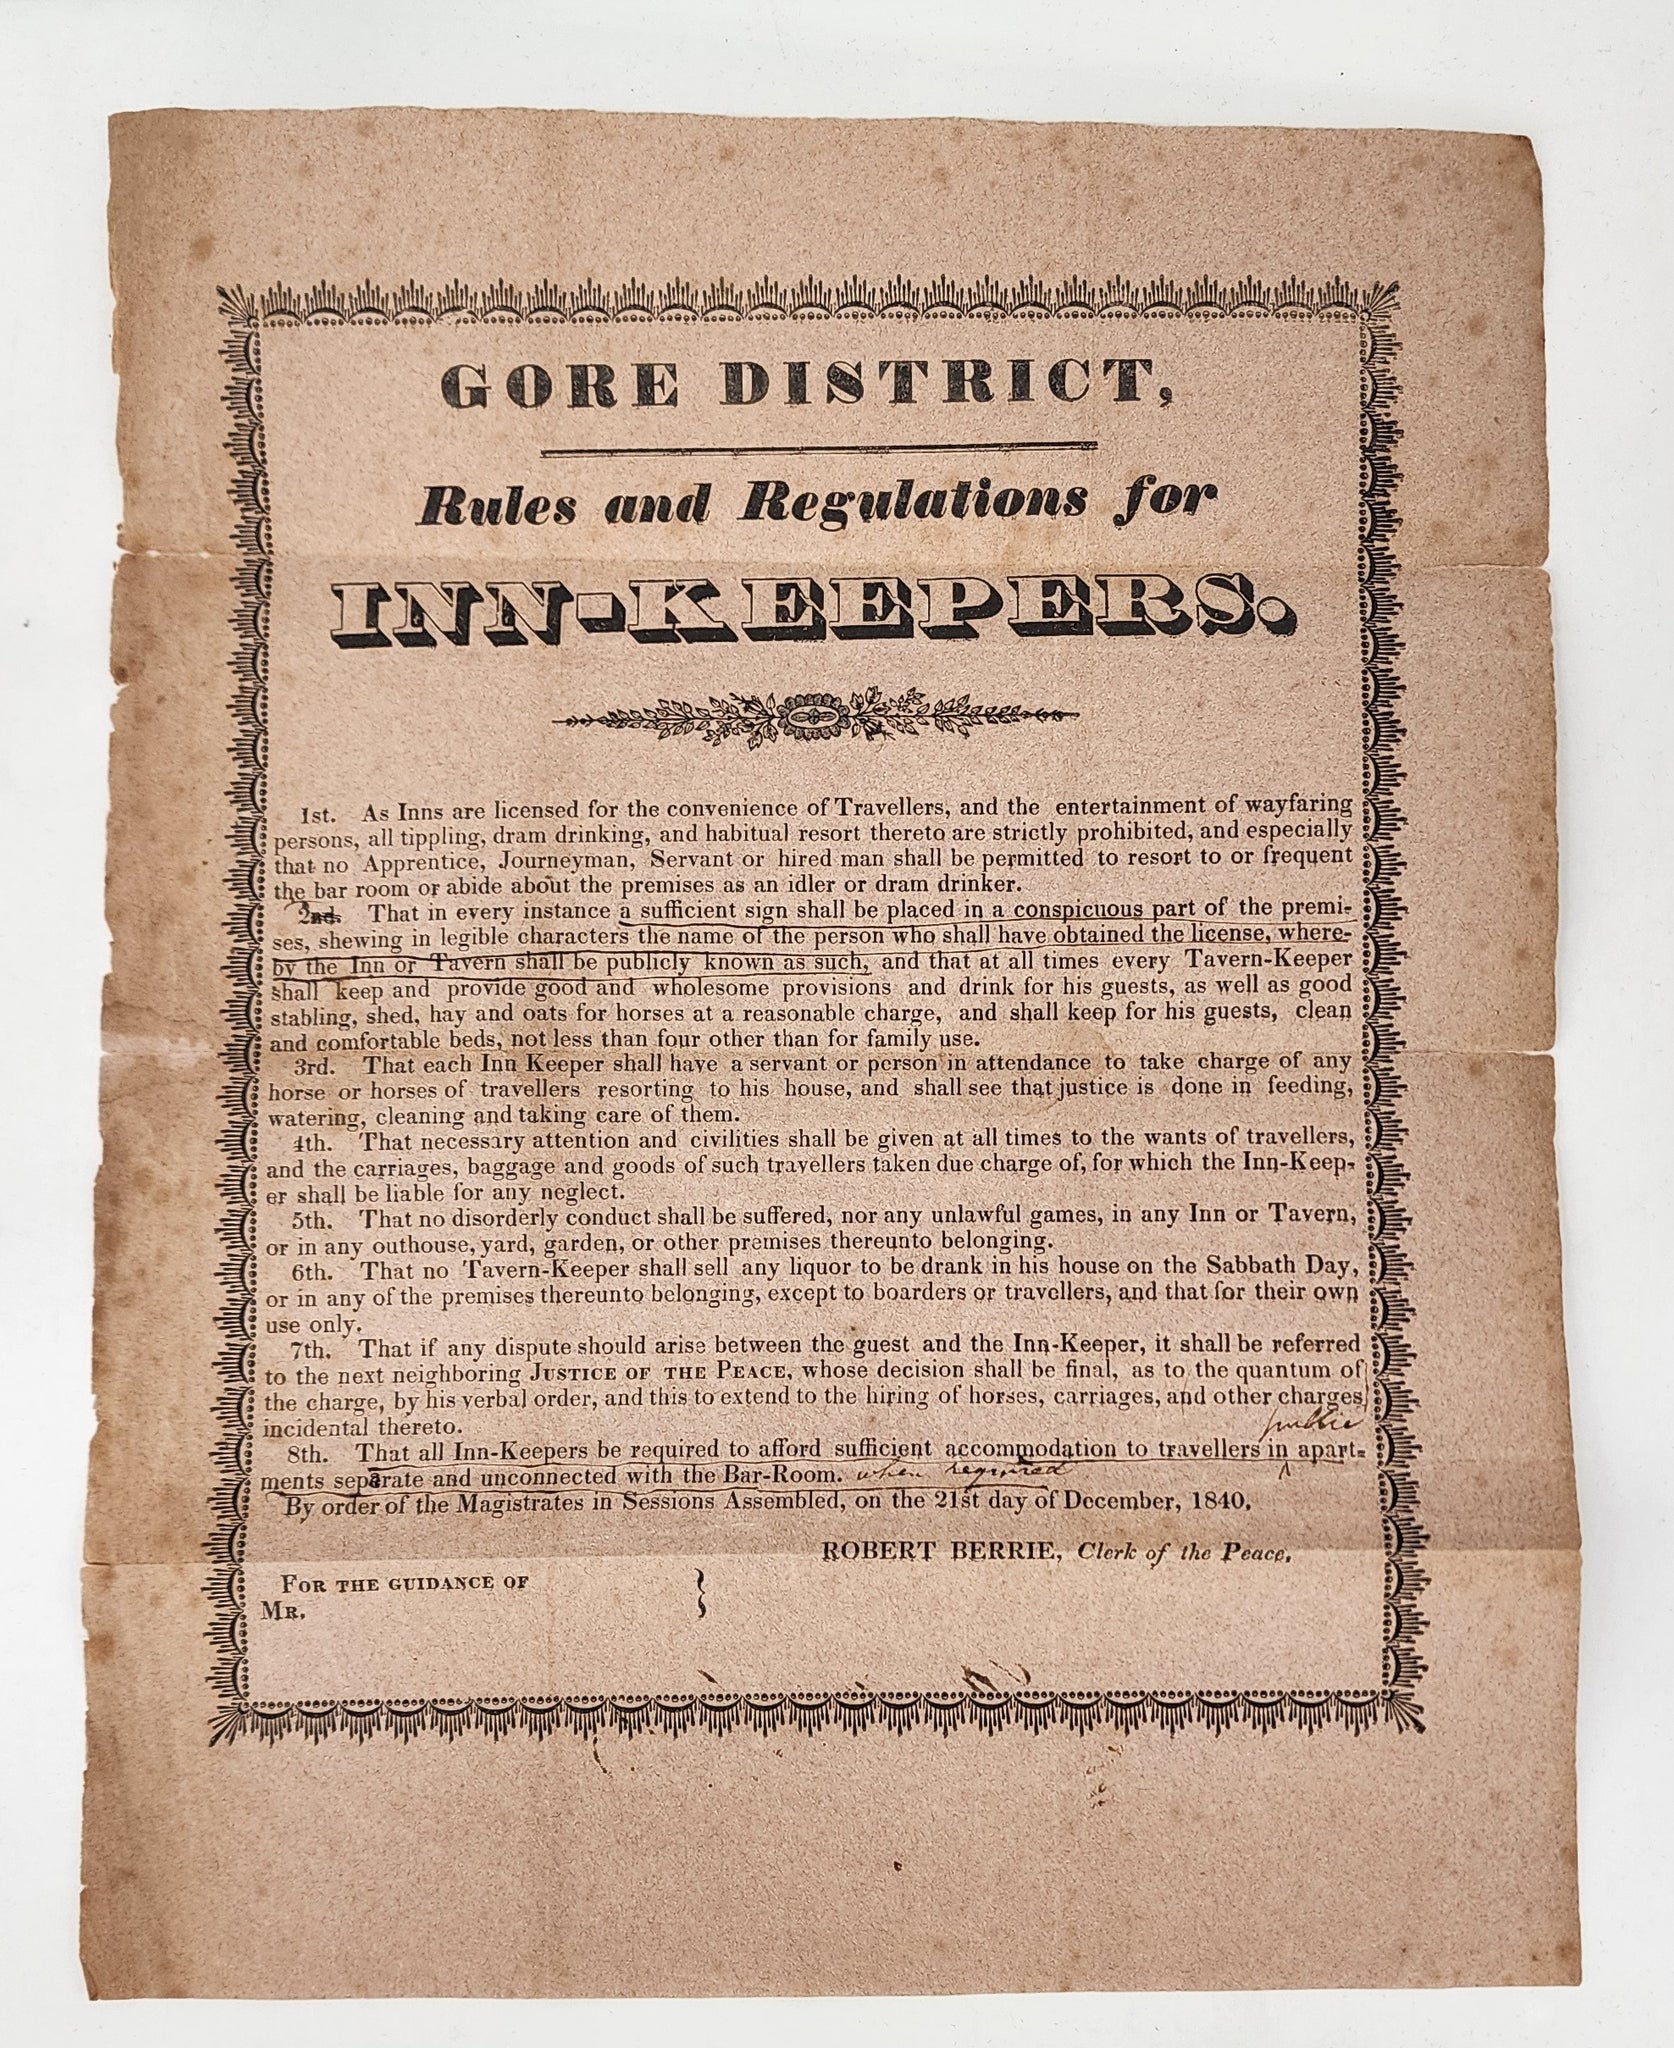 GORE DISTRICT,
Rules and Regulations for
INN-KEEPERS.
1st. As Inns are licensed for the convenience of Travellers, and the entertainment of wayfaring
persons, all tippling, dram drinking, and habitual resort thereto are strictly prohibited, and especially
that no Apprentice, Journeyman, Servant or hired man shall be permitted to resort to or frequent
the bar room or abide about the premises as an idler or dram drinker.
2nd. That in every instance a sufficient sign shall be placed in a conspicuous part of the premi-
ses, shewing in legible characters the name of the person who shall have obtained the license, where-
by the Inn or Tavern shall be publicly known as such, and that at all times every Tavern-Keeper
shall keep and provide good and wholesome provisions and drink for his guests, as well as good
stabling, shed, hay and oats for horses at a reasonable charge, and shall keep for his guests, clean
and comfortable beds, not less than four other than for family use.
3rd. That each Inn Keeper shall have a servant or person in attendance to take charge of any
horse or horses of travellers resorting to his house, and shall see that justice is done in feeding,
watering, cleaning and taking care of them.
4th. That necessary attention and civilities shall be given at all times to the wants of travellers,
and the carriages, baggage and goods of such travellers taken due charge of, for which the Inn-Keep-
er shall be liable for any neglect.
5th. That no disorderly conduct shall be suffered, nor any unlawful games, in any Inn or Tavern,
or in any outhouse, yard, garden, or other premises thereunto belonging.
6th. That no Tavern-Keeper shall sell any liquor to be drank in his house on the Sabbath Day,
or in any of the premises thereunto belonging, except to boarders or travellers, and that for their own
use only.
7th. That if any dispute should arise between the guest and the Inn-Keeper, it shall be referred
to the next neighboring JUSTICE OF THE PEACE, whose decision shall be final, as to the quantum of
the charge, by his verbal order, and this to extend to the hiring of horses, carriages, and other charges
incidental thereto.
public
8th. That all Inn-Keepers be required to afford sufficient accommodation to travellers in apart-
ments separate and unconnected with the Bar-Room. when required
By order of the Magistrates in Sessions Assembled, on the 21st day of December, 1840.
ROBERT BERRIE, Clerk of the Peace.
FOR THE GUIDANCE OF
MR. }